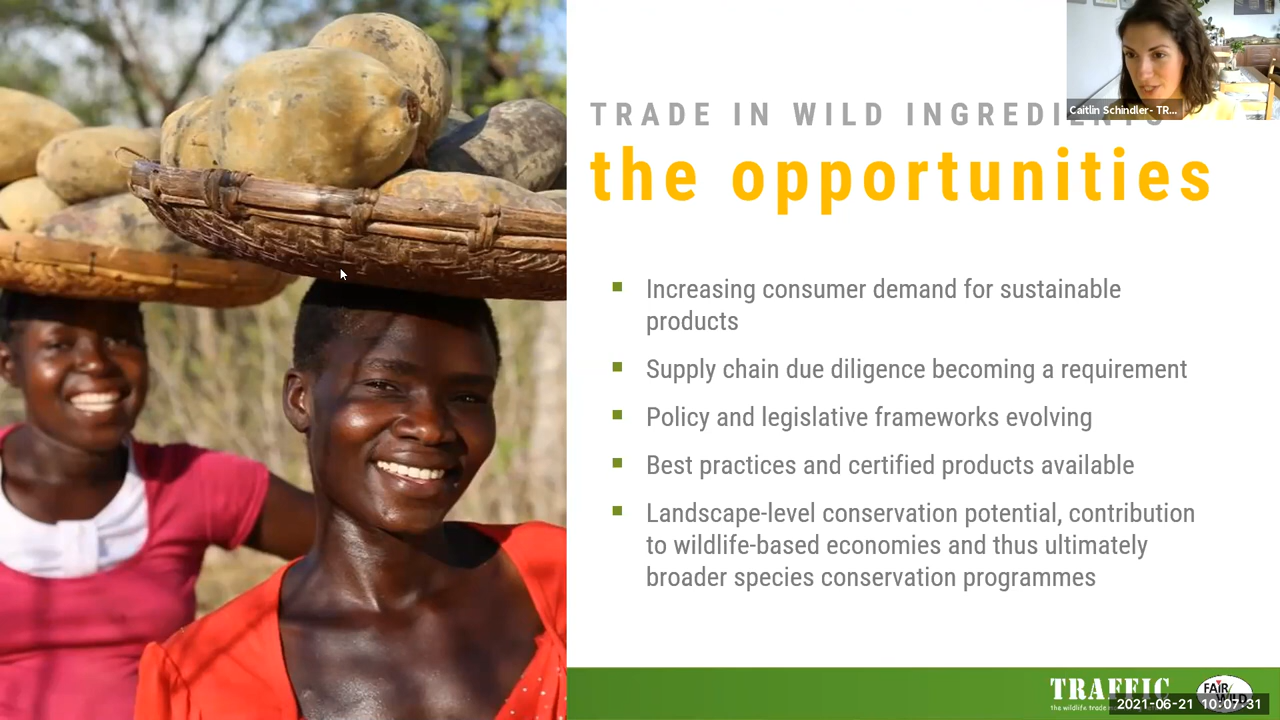 Caitlin Schindler- TR...
TRADE IN WILD INGREDIENTS
the opportunities
Increasing consumer demand for sustainable
products
Supply chain due diligence becoming a requirement
Policy and legislative frameworks evolving
Best practices and certified products available
Landscape-level conservation potential, contribution
to wildlife-based economies and thus ultimately
broader species conservation programmes
TRAFFIC
the wildlife trade
FAIR
WILD
2021-06-21 10:07:31